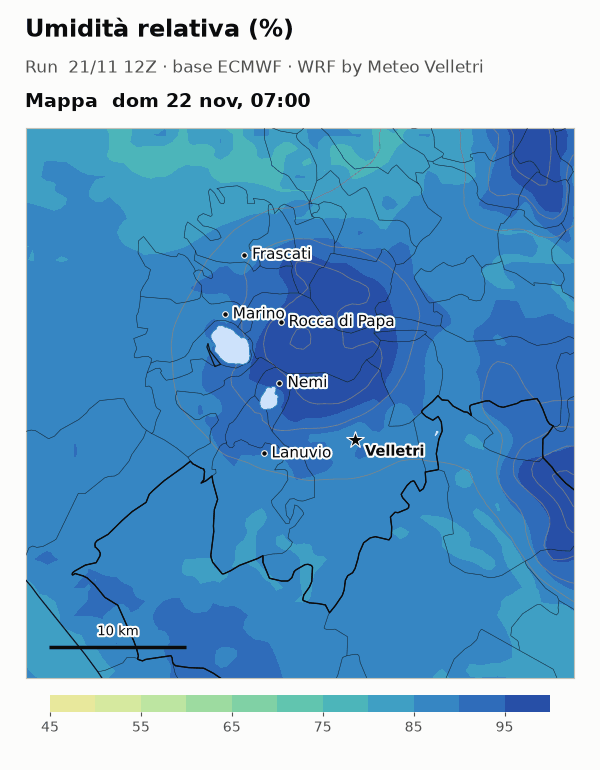 Umidità relativa (%)
Run  21/11 12Z · base ECMWF · WRF by Meteo Velletri
Mappa  dom 22 nov, 07:00
Frascati
Marino
Rocca di Papa
Nemi
Velletri
Lanuvio
10 km
45 55 65 75 85 95